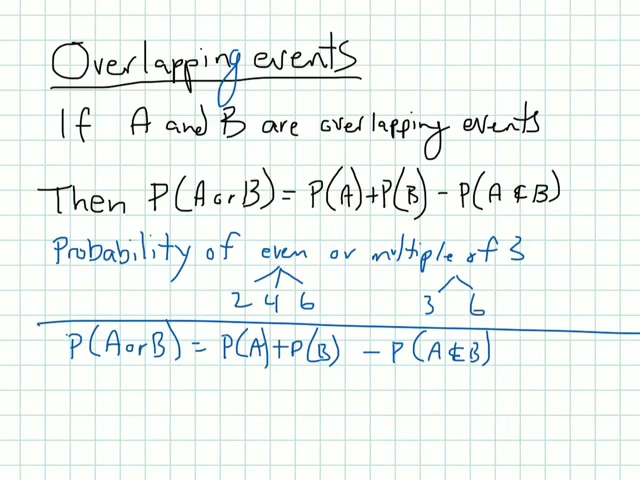 Overlapping events
If A and B are overlapping events
Then P(A or B) = P(A)+P(B) - P(A & B)
Probability of even or multiple of 3
2 4 6 3 6
P(A or B) = P(A)+P(B) - P(A & B)